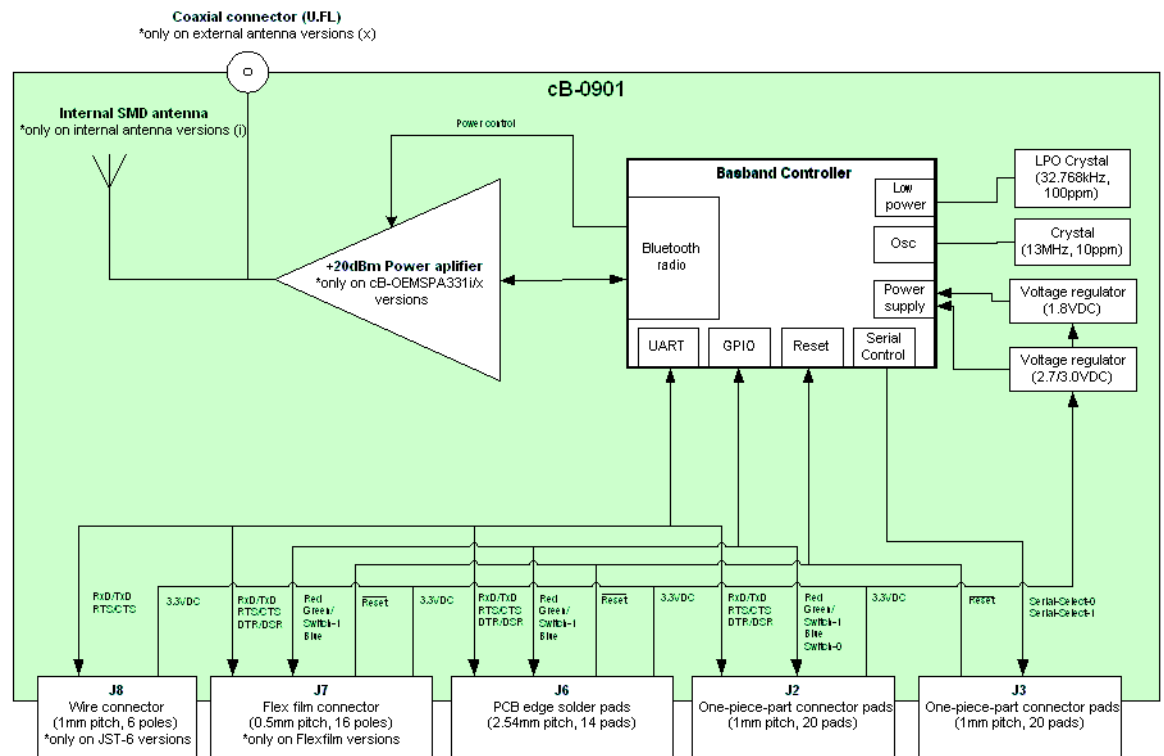 Coaxial connector (U.FL)
*only on external antenna versions (x)
cB-0901
Internal SMD antenna
*only on internal antenna versions (i)
Power control
Basband Controller
Low
power
LPO Crystal
(32.768kHz,
100ppm)
Bluetooth
radio
Osc
Crystal
(13MHz, 10ppm)
+20dBm Power aplifier
*only on cB-OEMSPA331i/x
versions
Power
supply
Voltage regulator
(1.8VDC)
UART
GPIO
Reset
Serial
Control
Voltage regulator
(2.7/3.0VDC)
RxD/TxD
RTS/CTS
3.3VDC
RxD/TxD
RTS/CTS
DTR/DSR
Red
Green/
Switch-1
Blue
Reset
3.3VDC
RxD/TxD
RTS/CTS
DTR/DSR
Red
Green/
Switch-1
Blue
Reset
3.3VDC
RxD/TxD
RTS/CTS
DTR/DSR
Red
Green/
Switch-1
Blue
Switch-0
3.3VDC
Reset
Serial-Select-0
Serial-Select-1
J8
Wire connector
(1mm pitch, 6 poles)
*only on JST-6 versions
J7
Flex film connector
(0.5mm pitch, 16 poles)
*only on Flexfilm versions
J6
PCB edge solder pads
(2.54mm pitch, 14 pads)
J2
One-piece-part connector pads
(1mm pitch, 20 pads)
J3
One-piece-part connector pads
(1mm pitch, 20 pads)